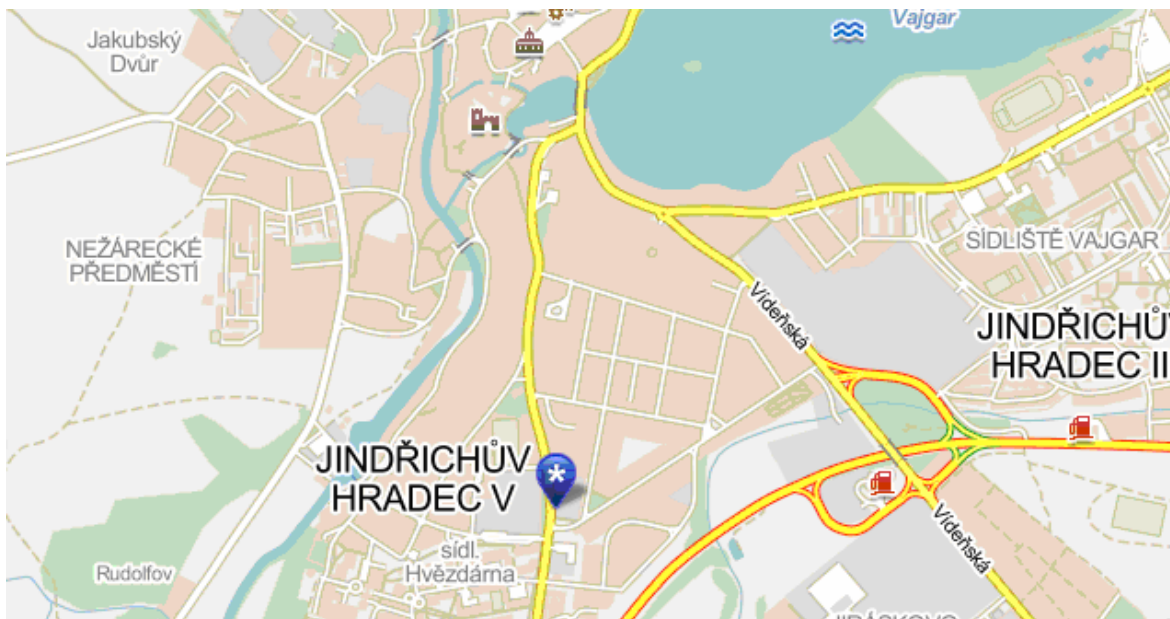 Vajgar
Jakubský
Dvůr
NEŽÁRECKÉ
PŘEDMĚSTÍ
SÍDLIŠTĚ VAJGAR
Vídeňská
JINDŘICHŮV
HRADEC II
JINDŘICHŮV
HRADEC V
*
Vídeňská
sídl.
Hvězdárna
Rudolfov